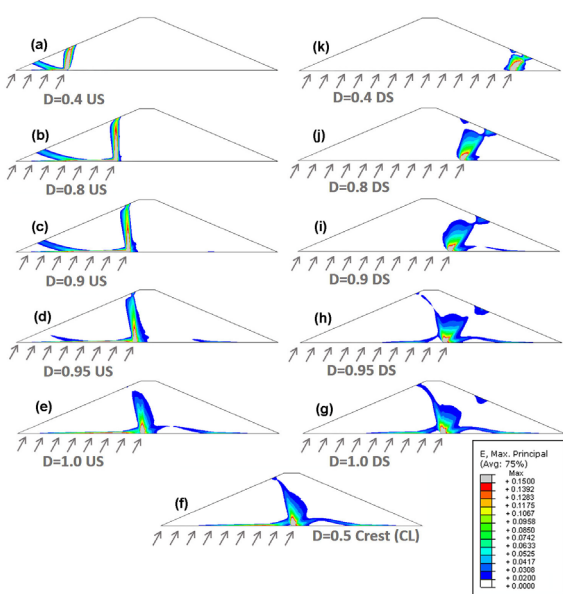 (a)
D=0.4 US
(b)
D=0.8 US
(c)
D=0.9 US
(d)
D=0.95 US
(e)
D=1.0 US
(f)
D=0.5 Crest (CL)
(k)
D=0.4 DS
(j)
D=0.8 DS
(i)
D=0.9 DS
(h)
D=0.95 DS
(g)
D=1.0 DS
E, Max. Principal
(Avg: 75%)
Max
+ 0.1500
+ 0.1392
+ 0.1283
+ 0.1175
+ 0.1067
+ 0.0958
+ 0.0850
+ 0.0742
+ 0.0633
+ 0.0525
+ 0.0417
+ 0.0308
+ 0.0200
+ 0.0000